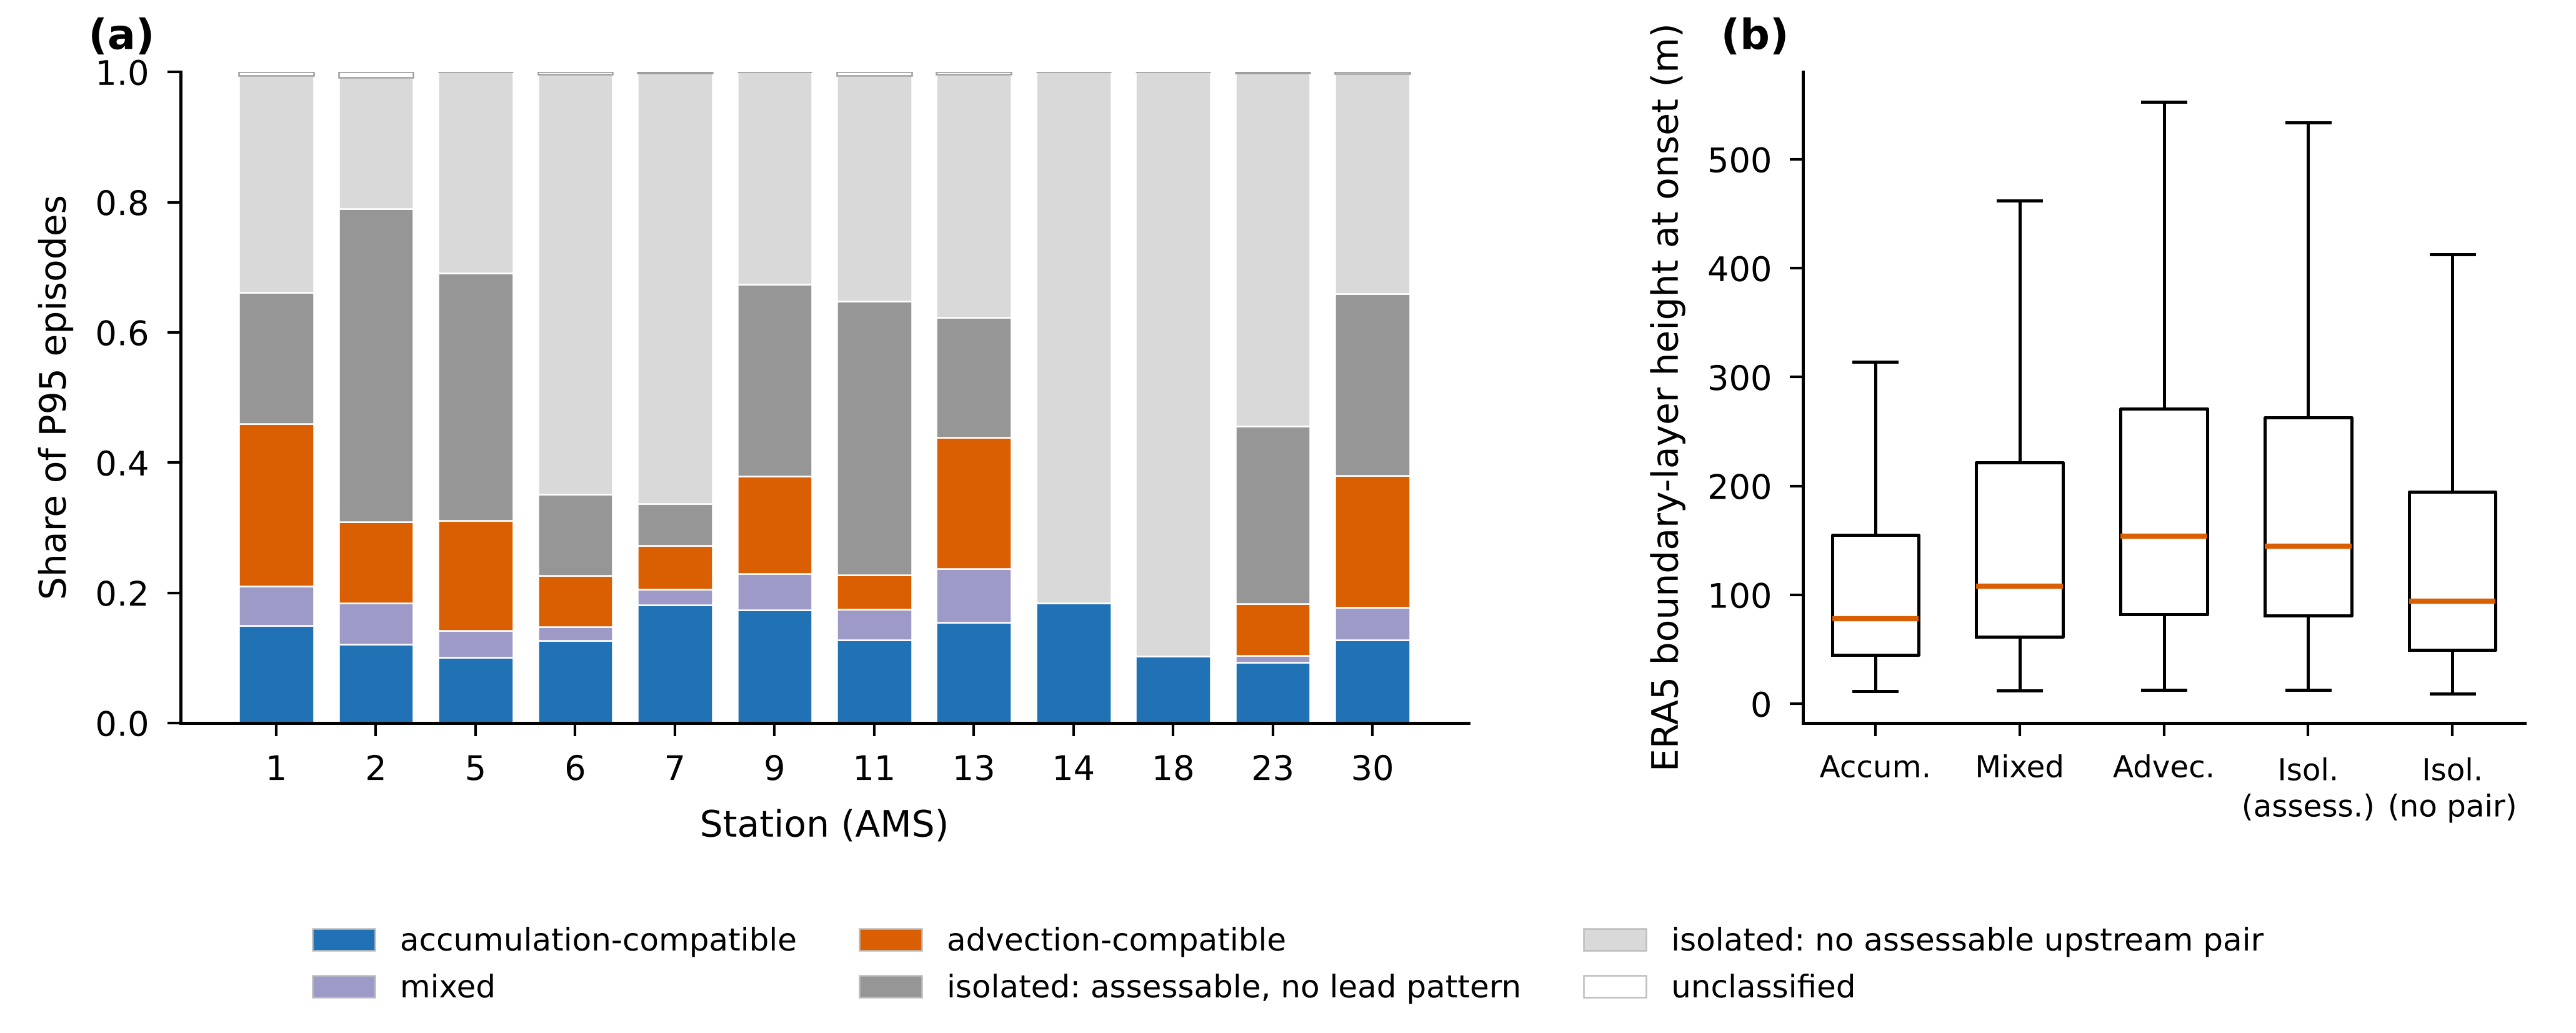 (a)
1.0
0.8
0.6
0.4
0.2
0.0
Share of P95 episodes
1 2 5 6 7 9 11 13 14 18 23 30
Station (AMS)
(b)
500
400
300
200
100
0
ERA5 boundary-layer height at onset (m)
Accum. Mixed Advec. Isol. Isol.
(assess.) (no pair)
accumulation-compatible advection-compatible isolated: no assessable upstream pair
mixed isolated: assessable, no lead pattern unclassified